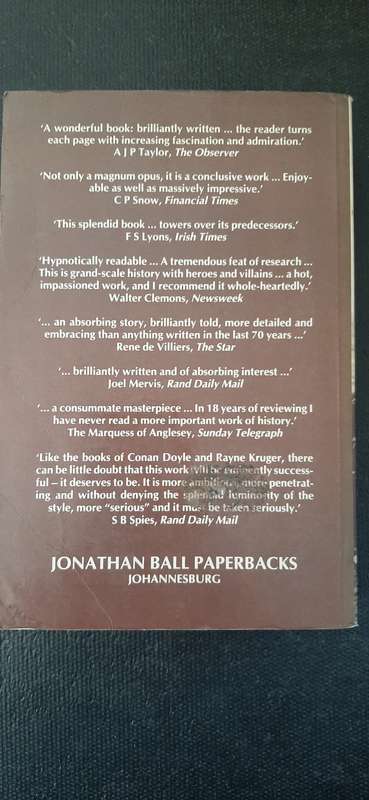 ‘A wonderful book: brilliantly written ... the reader turns
each page with increasing fascination and admiration.’
A J P Taylor, The Observer
‘Not only a magnum opus, it is a conclusive work ... Enjoy-
able as well as massively impressive.’
C P Snow, Financial Times
‘This splendid book ... towers over its predecessors.’
F S Lyons, Irish Times
‘Hypnotically readable ... A tremendous feat of research ...
This is grand-scale history with heroes and villains ... a hot,
impassioned work, and I recommend it whole-heartedly.’
Walter Clemons, Newsweek
‘... an absorbing story, brilliantly told, more detailed and
embracing than anything written in the last 70 years ...’
Rene de Villiers, The Star
‘... brilliantly written and of absorbing interest ...’
Joel Mervis, Rand Daily Mail
‘... a consummate masterpiece ... In 18 years of reviewing I
have never read a more important work of history.’
The Marquess of Anglesey, Sunday Telegraph
‘Like the books of Conan Doyle and Rayne Kruger, there
can be little doubt that this work will be eminently success-
ful – it deserves to be. It is more ambitious, more penetrat-
ing and without denying the splendid luminosity of the
style, more “serious” and it must be taken seriously.’
S B Spies, Rand Daily Mail
JONATHAN BALL PAPERBACKS
JOHANNESBURG